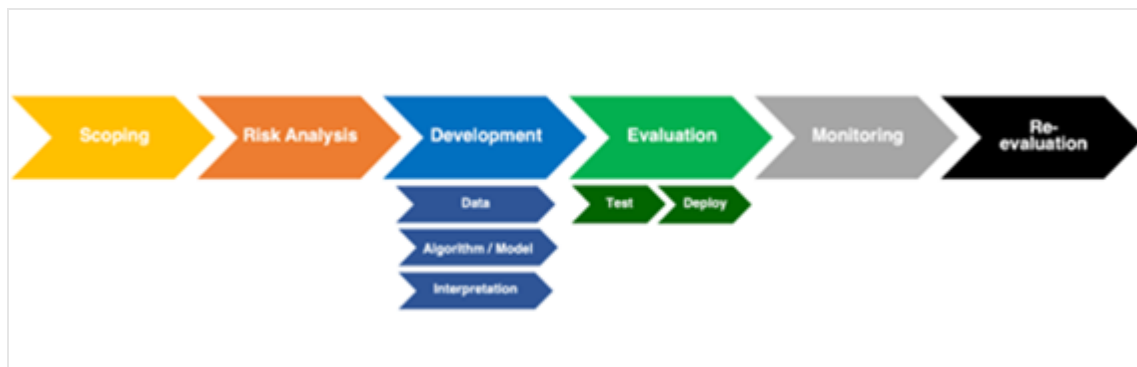 Scoping
Risk Analysis
Development
Evaluation
Monitoring
Re-
evaluation
Data
Test
Deploy
Algorithm / Model
Interpretation